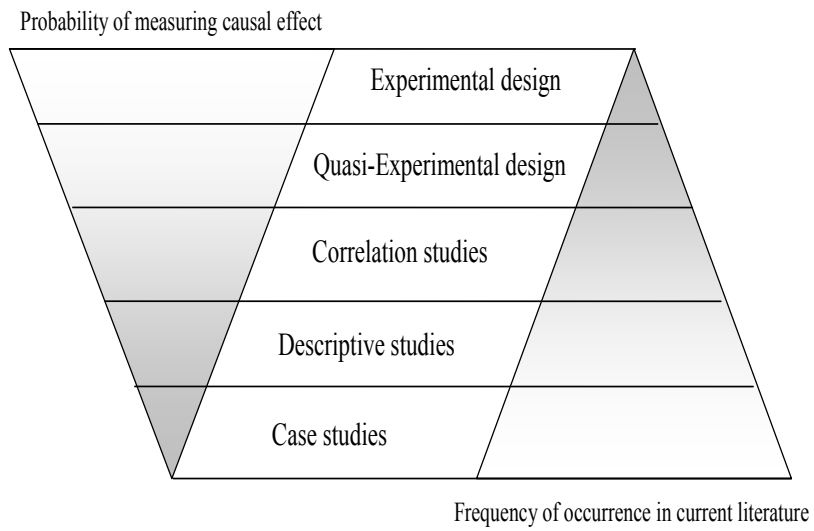 Probability of measuring causal effect
Experimental design
Quasi-Experimental design
Correlation studies
Descriptive studies
Case studies
Frequency of occurrence in current literature